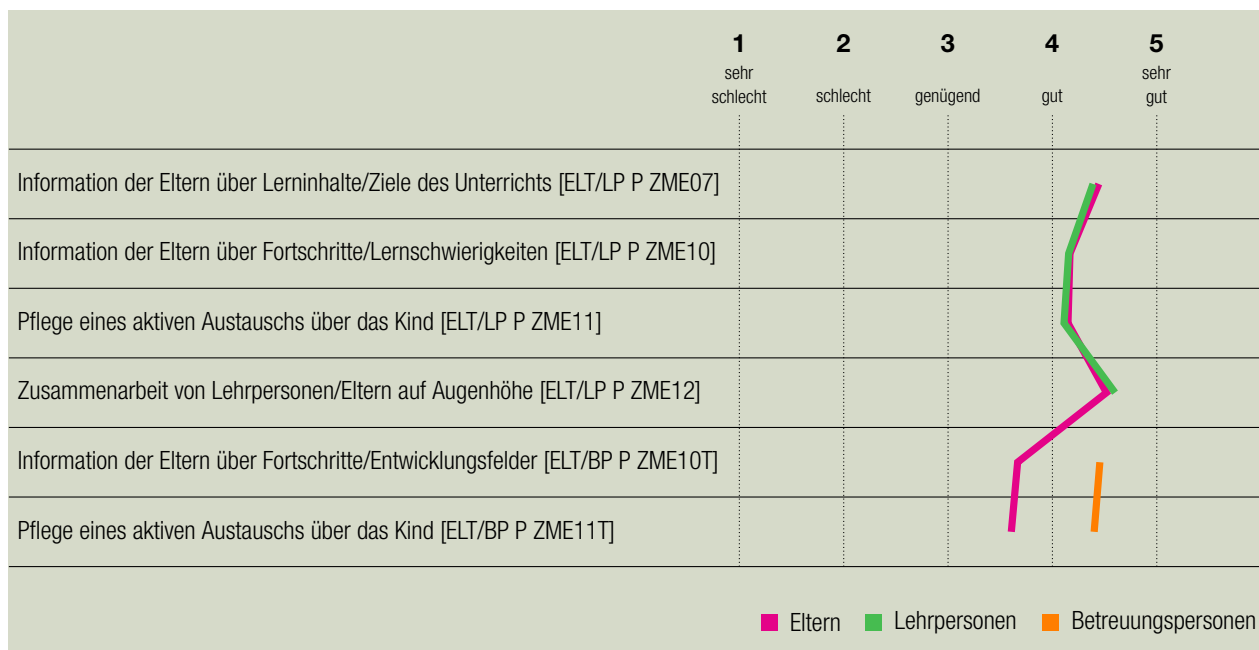 1 2 3 4 5
sehr schlecht schlecht genügend gut sehr gut
Information der Eltern über Lerninhalte/Ziele des Unterrichts [ELT/LP P ZME07]
Information der Eltern über Fortschritte/Lernschwierigkeiten [ELT/LP P ZME10]
Pflege eines aktiven Austauschs über das Kind [ELT/LP P ZME11]
Zusammenarbeit von Lehrpersonen/Eltern auf Augenhöhe [ELT/LP P ZME12]
Information der Eltern über Fortschritte/Entwicklungsfelder [ELT/BP P ZME10T]
Pflege eines aktiven Austauschs über das Kind [ELT/BP P ZME11T]
Eltern Lehrpersonen Betreuungspersonen